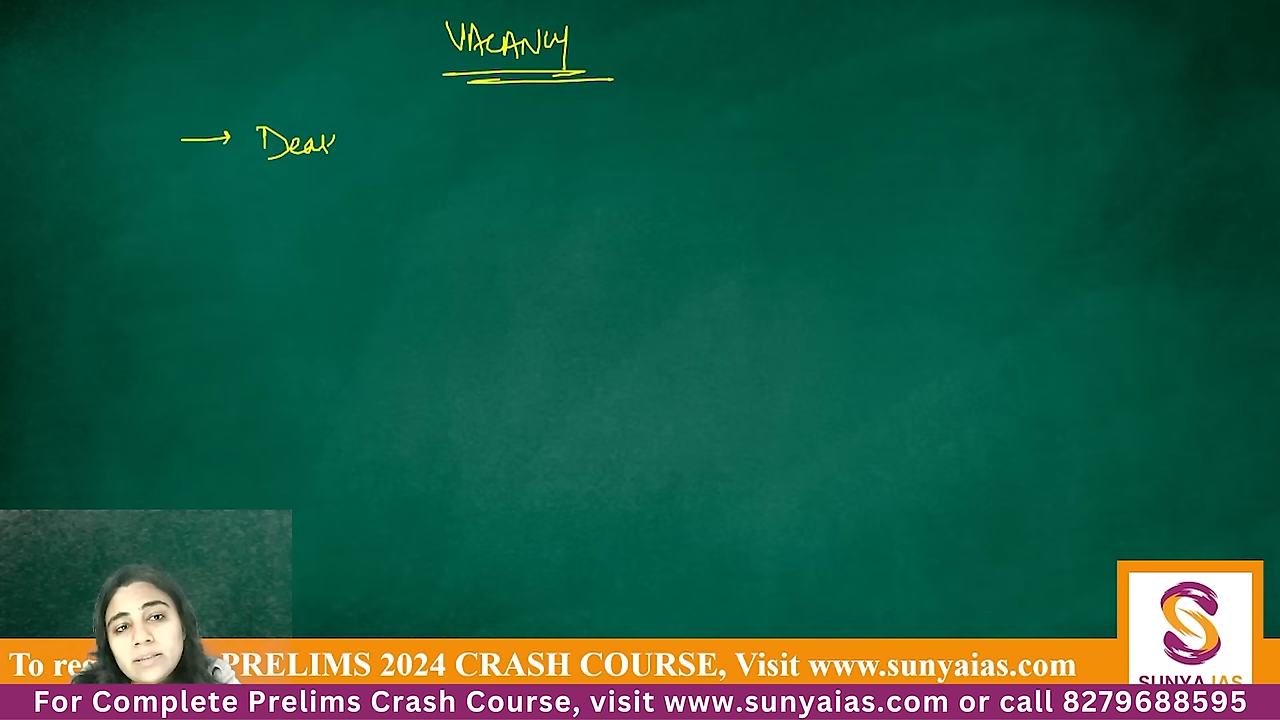 VACANCY
→ Dea
To re PRELIMS 2024 CRASH COURSE, Visit www.sunyaias.com
SUNYA IAS
For Complete Prelims Crash Course, visit www.sunyaias.com or call 8279688595